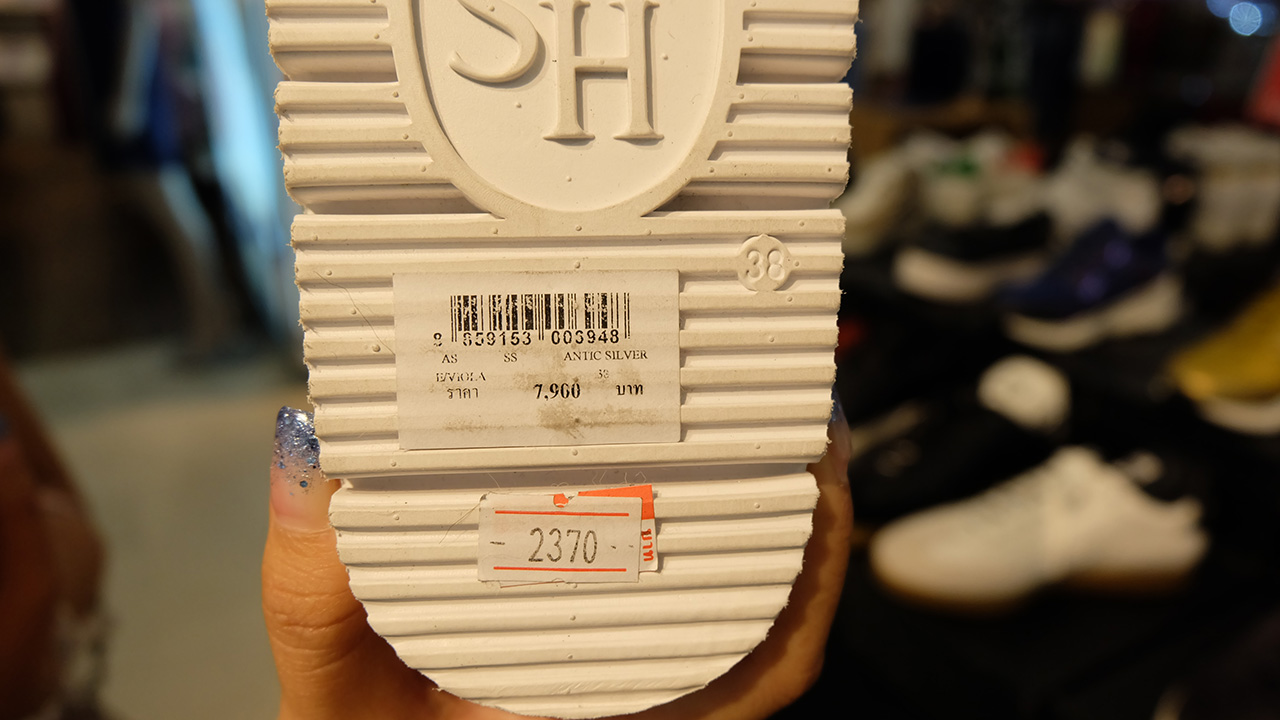 SH
38
8 859153 003948
AS SS ANTIC SILVER
E/VIOLA 38
ราคา 7,960 บาท
- 2370 -
บาท